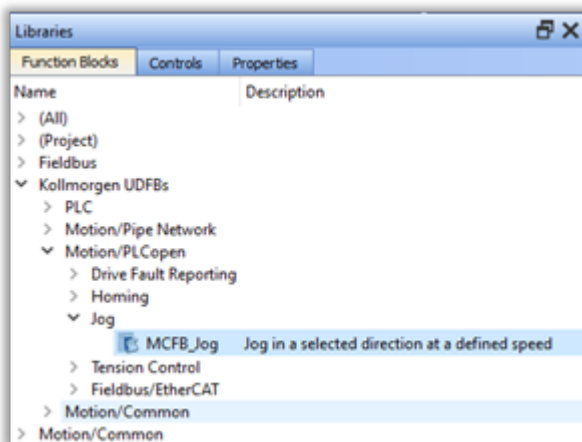 Libraries
Function Blocks Controls Properties
Name Description
(All)
(Project)
Fieldbus
Kollmorgen UDFBs
PLC
Motion/Pipe Network
Motion/PLCopen
Drive Fault Reporting
Homing
Jog
MCFB_Jog Jog in a selected direction at a defined speed
Tension Control
Fieldbus/EtherCAT
Motion/Common
Motion/Common